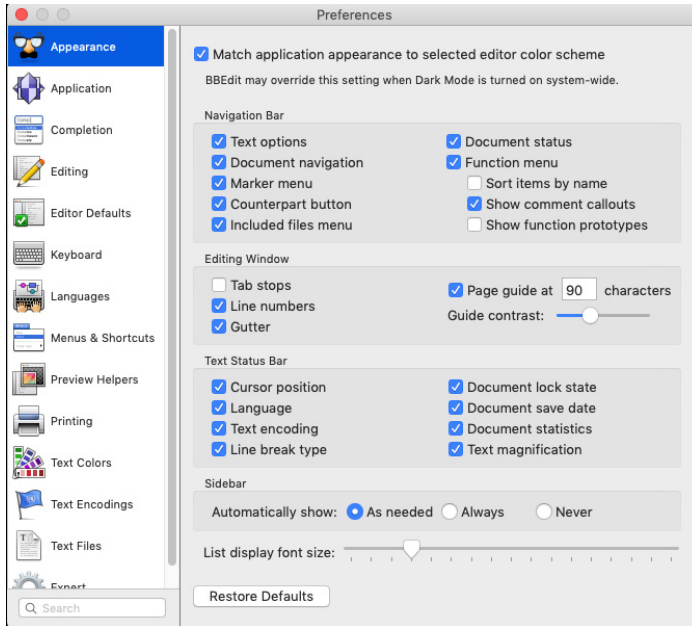 Preferences
Appearance
Application
Completion
Editing
Editor Defaults
Keyboard
Languages
Menus & Shortcuts
Preview Helpers
Printing
Text Colors
Text Encodings
Text Files
Expert
Search
Match application appearance to selected editor color scheme
BBEdit may override this setting when Dark Mode is turned on system-wide.
Navigation Bar
Text options
Document status
Document navigation
Function menu
Marker menu
Sort items by name
Counterpart button
Show comment callouts
Included files menu
Show function prototypes
Editing Window
Tab stops
Page guide at 90 characters
Line numbers
Guide contrast:
Gutter
Text Status Bar
Cursor position
Document lock state
Language
Document save date
Text encoding
Document statistics
Line break type
Text magnification
Sidebar
Automatically show: As needed Always Never
List display font size:
Restore Defaults